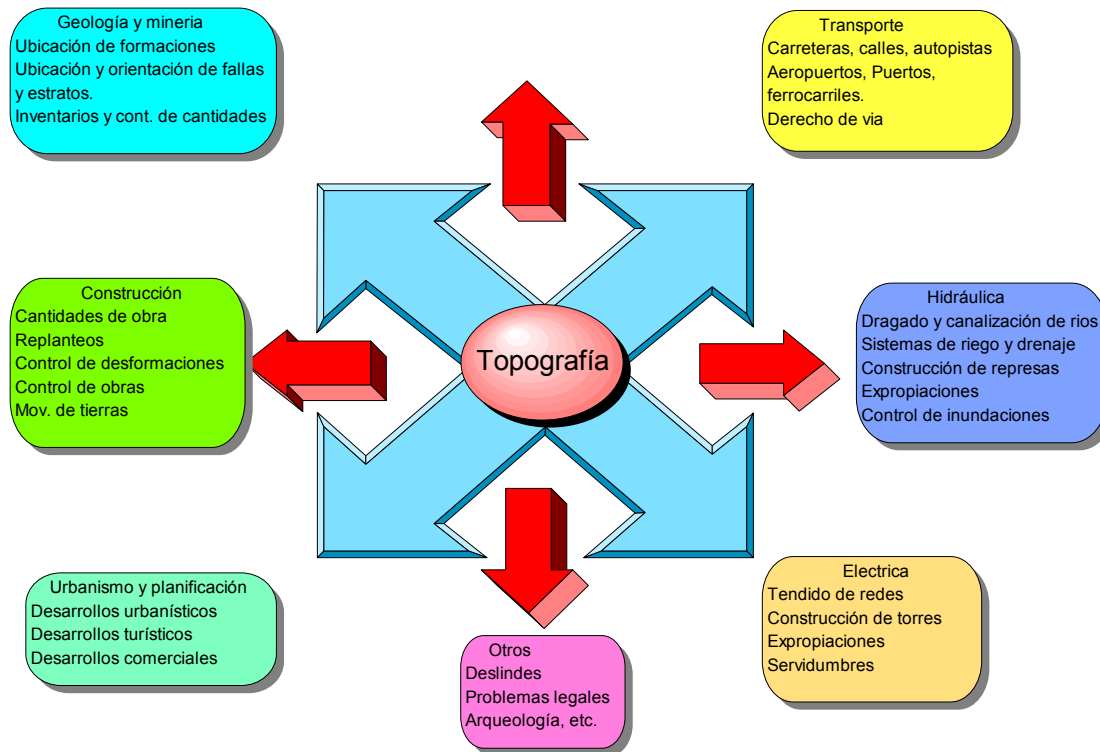 Geología y mineria
Ubicación de formaciones
Ubicación y orientación de fallas
y estratos.
Inventarios y cont. de cantidades
Transporte
Carreteras, calles, autopistas
Aeropuertos, Puertos,
ferrocarriles.
Derecho de via
Construcción
Cantidades de obra
Replanteos
Control de desformaciones
Control de obras
Mov. de tierras
Topografía
Hidráulica
Dragado y canalización de rios
Sistemas de riego y drenaje
Construcción de represas
Expropiaciones
Control de inundaciones
Urbanismo y planificación
Desarrollos urbanísticos
Desarrollos turísticos
Desarrollos comerciales
Otros
Deslindes
Problemas legales
Arqueología, etc.
Electrica
Tendido de redes
Construcción de torres
Expropiaciones
Servidumbres